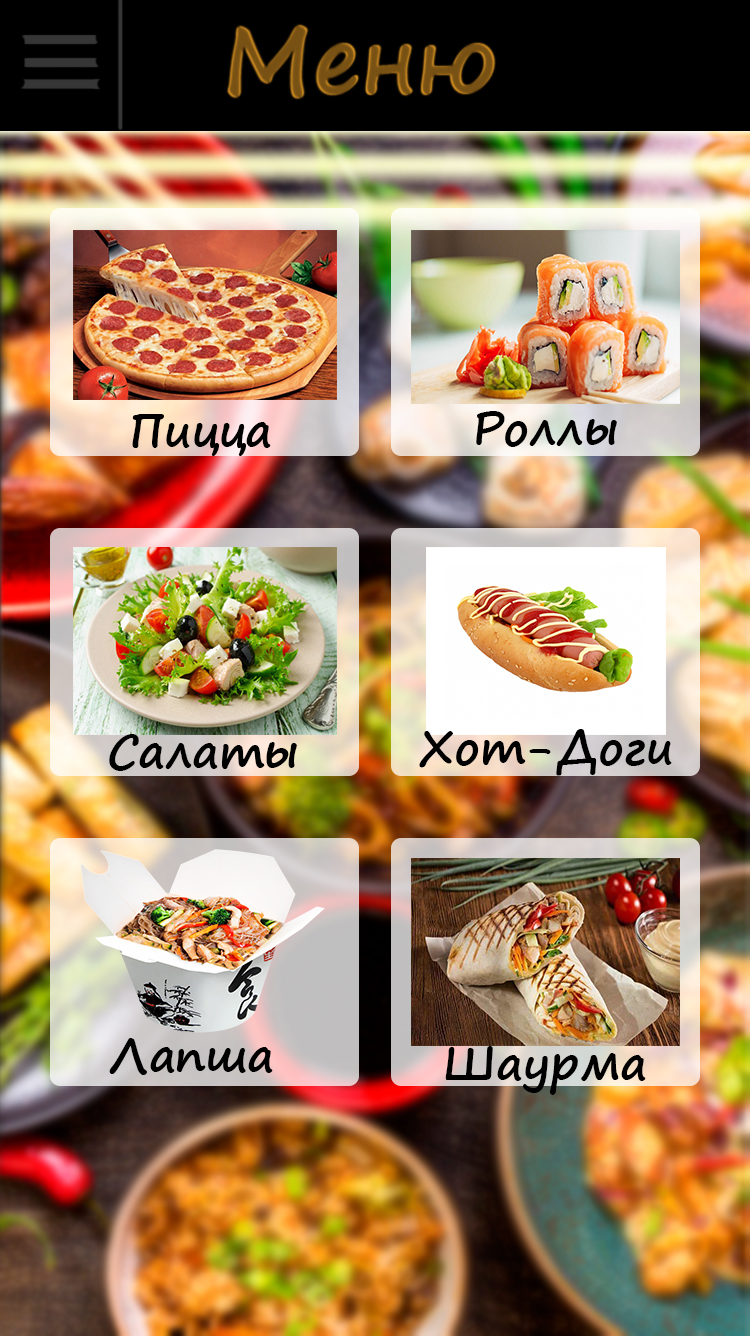 Меню
Пицца
Роллы
Салаты
Хот-Доги
Лапша
Шаурма